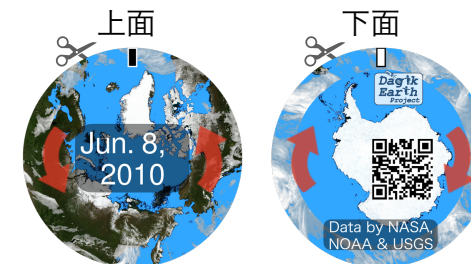 上面
下面
Jun. 8,
2010
Dagik
Earth
Project
Data by NASA,
NOAA & USGS